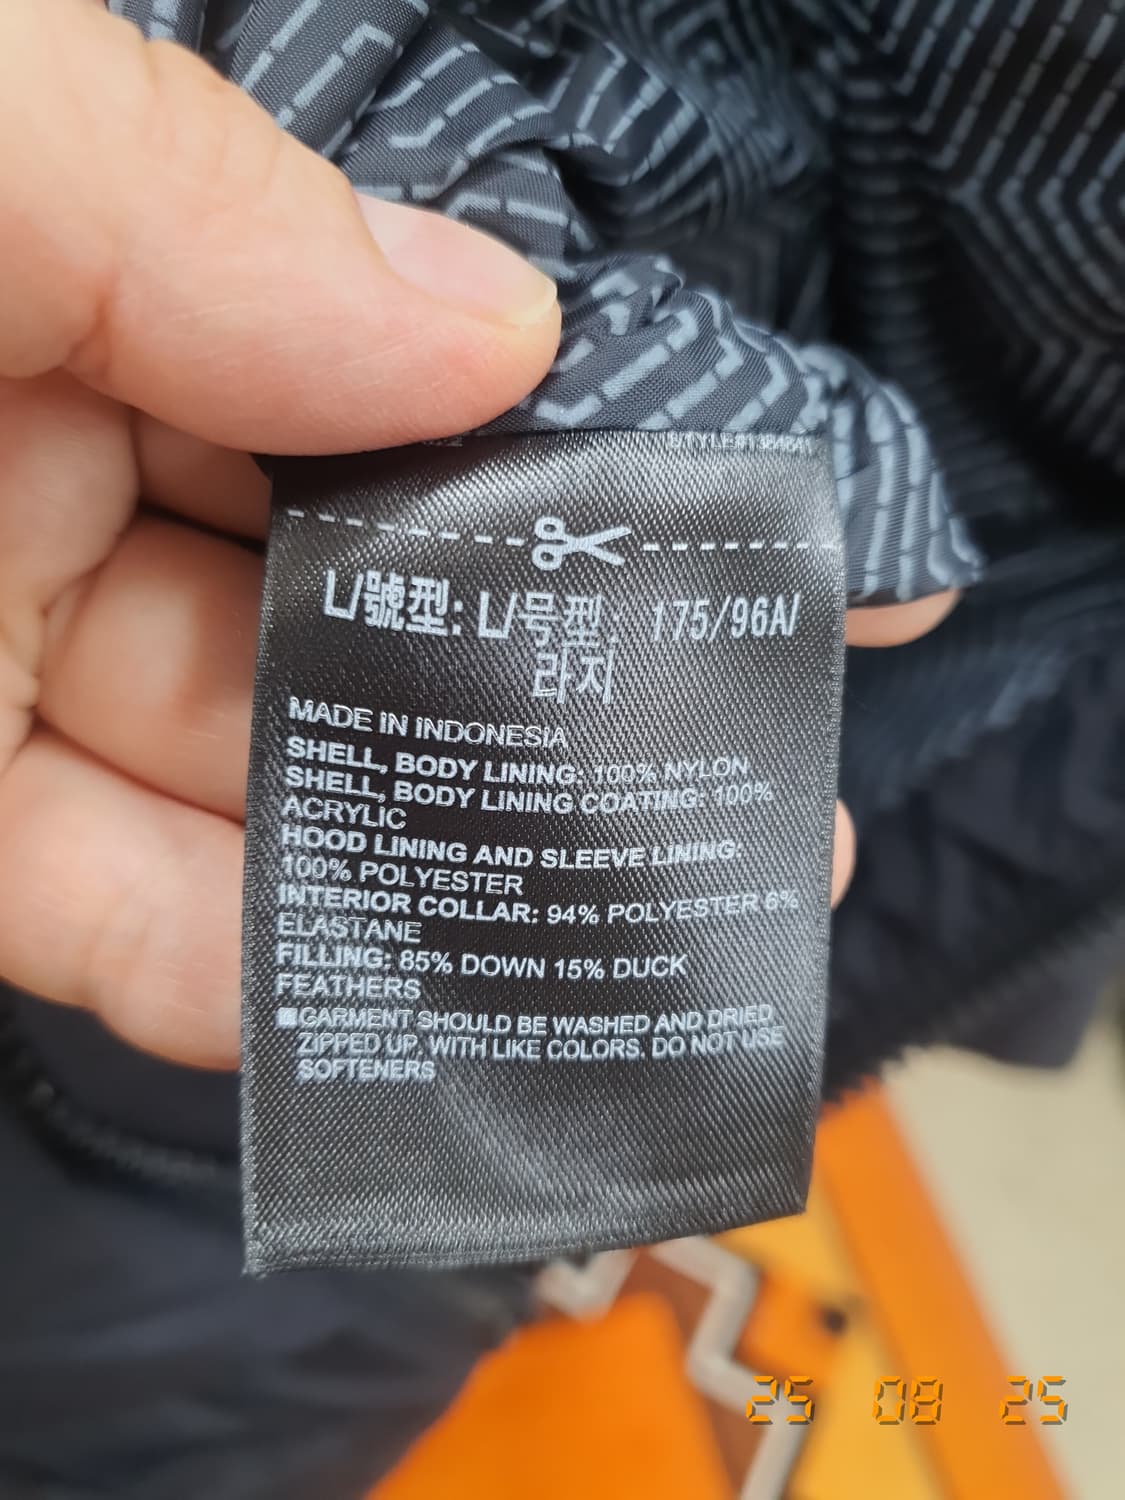 L/號型: L/号型. 175/96A/
라지
MADE IN INDONESIA
SHELL, BODY LINING: 100% NYLON
SHELL, BODY LINING COATING: 100%
ACRYLIC
HOOD LINING AND SLEEVE LINING:
100% POLYESTER
INTERIOR COLLAR: 94% POLYESTER 6%
ELASTANE
FILLING: 85% DOWN 15% DUCK
FEATHERS
GARMENT SHOULD BE WASHED AND DRIED
ZIPPED UP, WITH LIKE COLORS. DO NOT USE
SOFTENERS
25 08 25